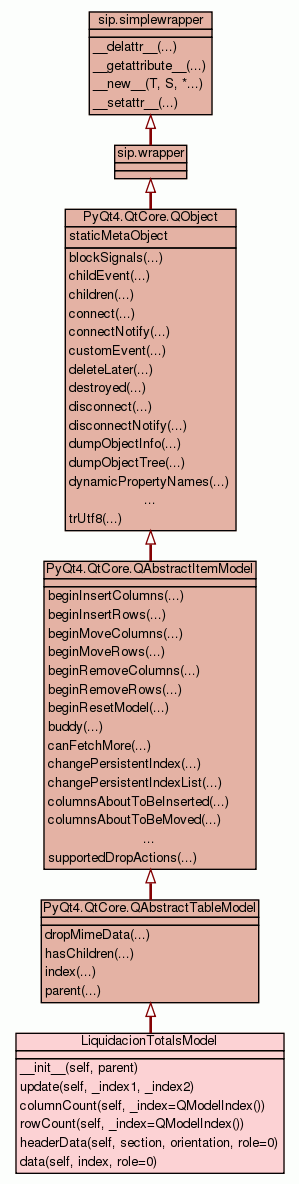 sip.simplewrapper
__delattr__(...)
__getattribute__(...)
__new__(T, S, *...)
__setattr__(...)
sip.wrapper
PyQt4.QtCore.QObject
staticMetaObject
blockSignals(...)
childEvent(...)
children(...)
connect(...)
connectNotify(...)
customEvent(...)
deleteLater(...)
destroyed(...)
disconnect(...)
disconnectNotify(...)
dumpObjectInfo(...)
dumpObjectTree(...)
dynamicPropertyNames(...)
...
trUtf8(...)
PyQt4.QtCore.QAbstractItemModel
beginInsertColumns(...)
beginInsertRows(...)
beginMoveColumns(...)
beginMoveRows(...)
beginRemoveColumns(...)
beginRemoveRows(...)
beginResetModel(...)
buddy(...)
canFetchMore(...)
changePersistentIndex(...)
changePersistentIndexList(...)
columnsAboutToBeInserted(...)
columnsAboutToBeMoved(...)
...
supportedDropActions(...)
PyQt4.QtCore.QAbstractTableModel
dropMimeData(...)
hasChildren(...)
index(...)
parent(...)
LiquidacionTotalsModel
__init__(self, parent)
update(self, _index1, _index2)
columnCount(self, _index=QModelIndex())
rowCount(self, _index=QModelIndex())
headerData(self, section, orientation, role=0)
data(self, index, role=0)